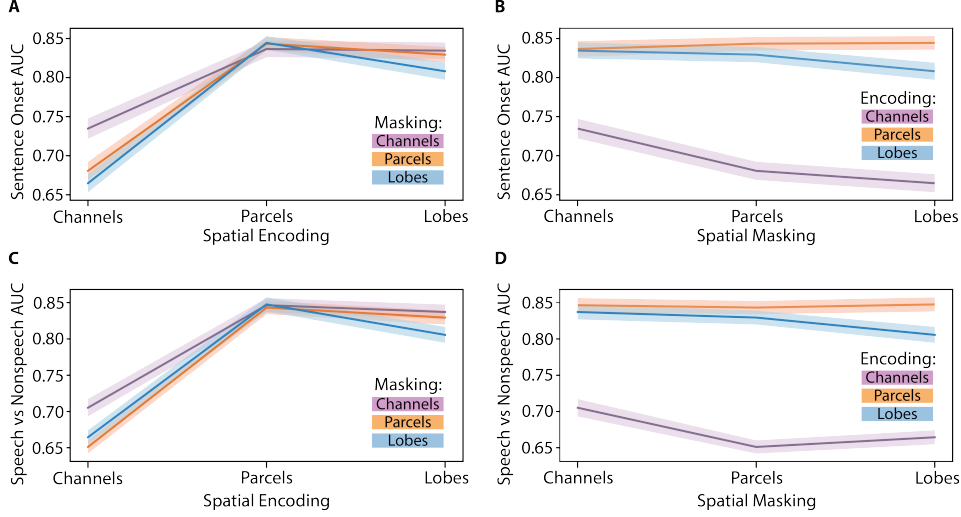 A
Sentence Onset AUC
0.85
0.80
0.75
0.70
0.65
Masking:
Channels
Parcels
Lobes
Channels
Parcels
Lobes
Spatial Encoding
B
Sentence Onset AUC
0.85
0.80
0.75
0.70
0.65
Encoding:
Channels
Parcels
Lobes
Channels
Parcels
Lobes
Spatial Masking
C
Speech vs Nonspeech AUC
0.85
0.80
0.75
0.70
0.65
Masking:
Channels
Parcels
Lobes
Channels
Parcels
Lobes
Spatial Encoding
D
Speech vs Nonspeech AUC
0.85
0.80
0.75
0.70
0.65
Encoding:
Channels
Parcels
Lobes
Channels
Parcels
Lobes
Spatial Masking